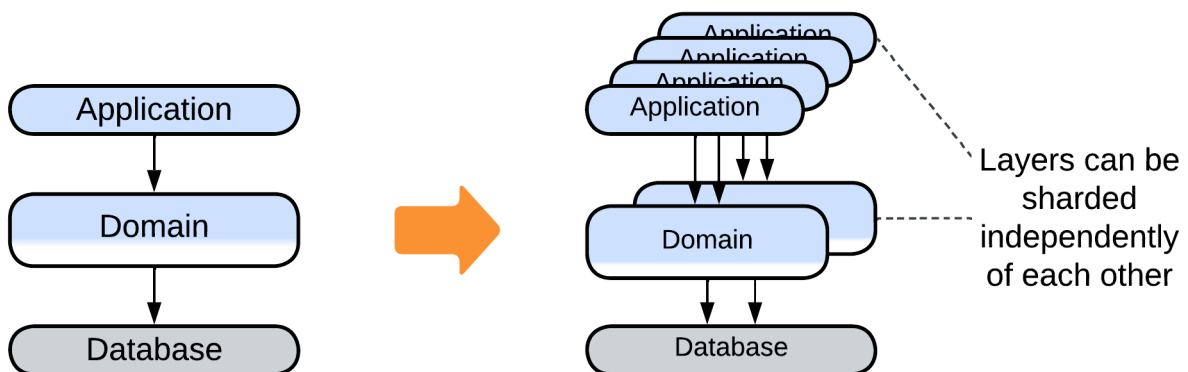 Application
Domain
Database
Application
Application
Application
Application
Domain
Database
Layers can be
sharded
independently
of each other